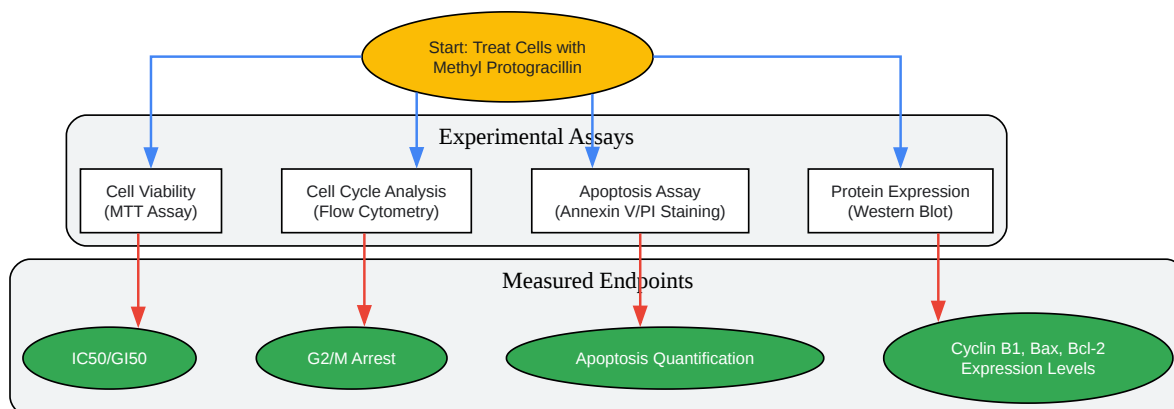 Start: Treat Cells with
Methyl Protogracillin
Experimental Assays
Cell Viability
(MTT Assay)
Cell Cycle Analysis
(Flow Cytometry)
Apoptosis Assay
(Annexin V/PI Staining)
Protein Expression
(Western Blot)
Measured Endpoints
IC50/GI50
G2/M Arrest
Apoptosis Quantification
Cyclin B1, Bax, Bcl-2
Expression Levels